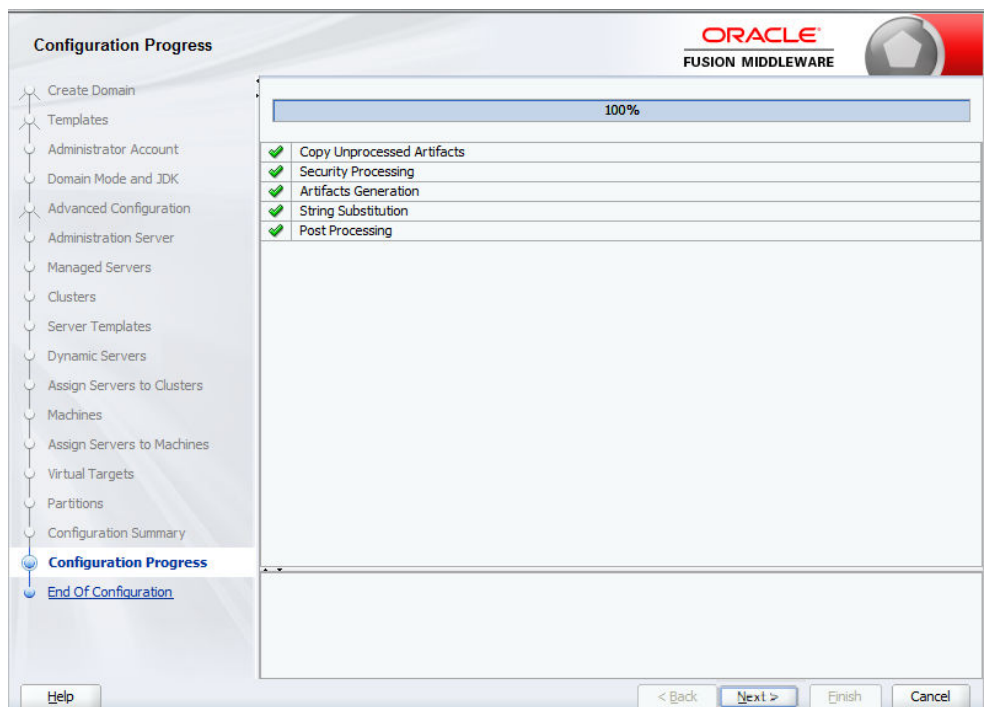 Configuration Progress
ORACLE
FUSION MIDDLEWARE
Create Domain
Templates
Administrator Account
Domain Mode and JDK
Advanced Configuration
Administration Server
Managed Servers
Clusters
Server Templates
Dynamic Servers
Assign Servers to Clusters
Machines
Assign Servers to Machines
Virtual Targets
Partitions
Configuration Summary
Configuration Progress
End Of Configuration
100%
Copy Unprocessed Artifacts
Security Processing
Artifacts Generation
String Substitution
Post Processing
Help
< Back
Next >
Finish
Cancel